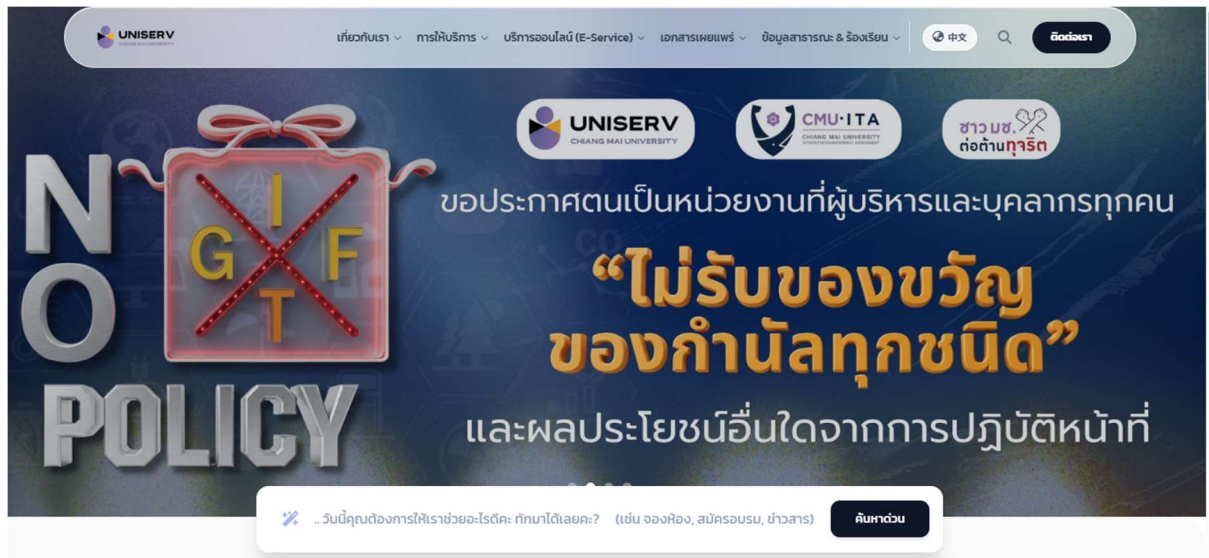 UNISERV
CHIANG MAI UNIVERSITY
เกี่ยวกับเรา
การให้บริการ
บริการออนไลน์ (E-Service)
เอกสารเผยแพร่
ข้อมูลสาธารณะ & ร้องเรียน
中文
ติดต่อเรา
UNISERV
CHIANG MAI UNIVERSITY
CMU·ITA
CHIANG MAI UNIVERSITY
ชาว มช.
ต่อต้านทุจริต
NO
GIFT
POLICY
ขอประกาศตนเป็นหน่วยงานที่ผู้บริหารและบุคลากรทุกคน
“ไม่รับของขวัญ
ของกำนัลทุกชนิด”
และผลประโยชน์อื่นใดจากการปฏิบัติหน้าที่
.. วันนี้คุณต้องการให้เราช่วยอะไรดีคะ ทักมาได้เลยคะ? (เช่น จองห้อง, สมัครอบรม, ข่าวสาร)
ค้นหาด่วน